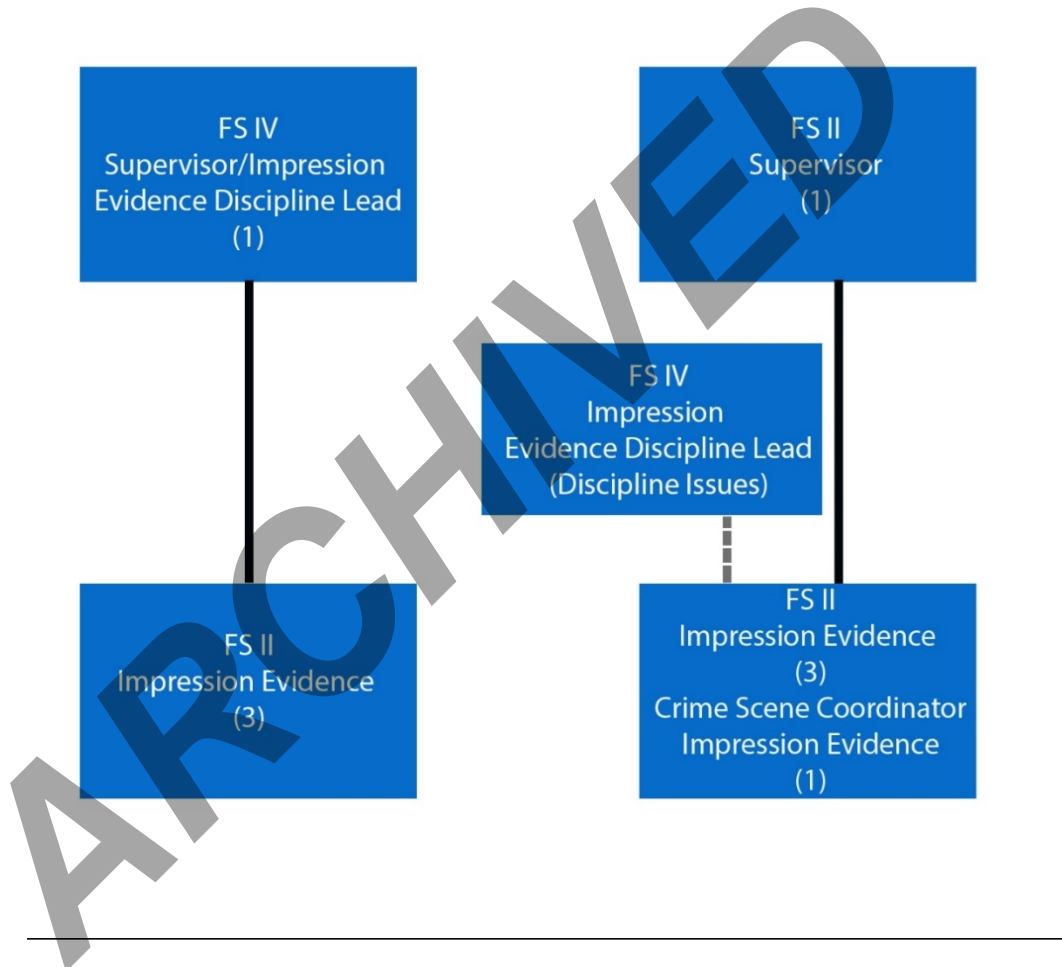 FS IV
Supervisor/Impression
Evidence Discipline Lead
(1)
FS II
Supervisor
(1)
FS IV
Impression
Evidence Discipline Lead
(Discipline Issues)
FS II
Impression Evidence
(3)
FS II
Impression Evidence
(3)
Crime Scene Coordinator
Impression Evidence
(1)
ARCHIVED